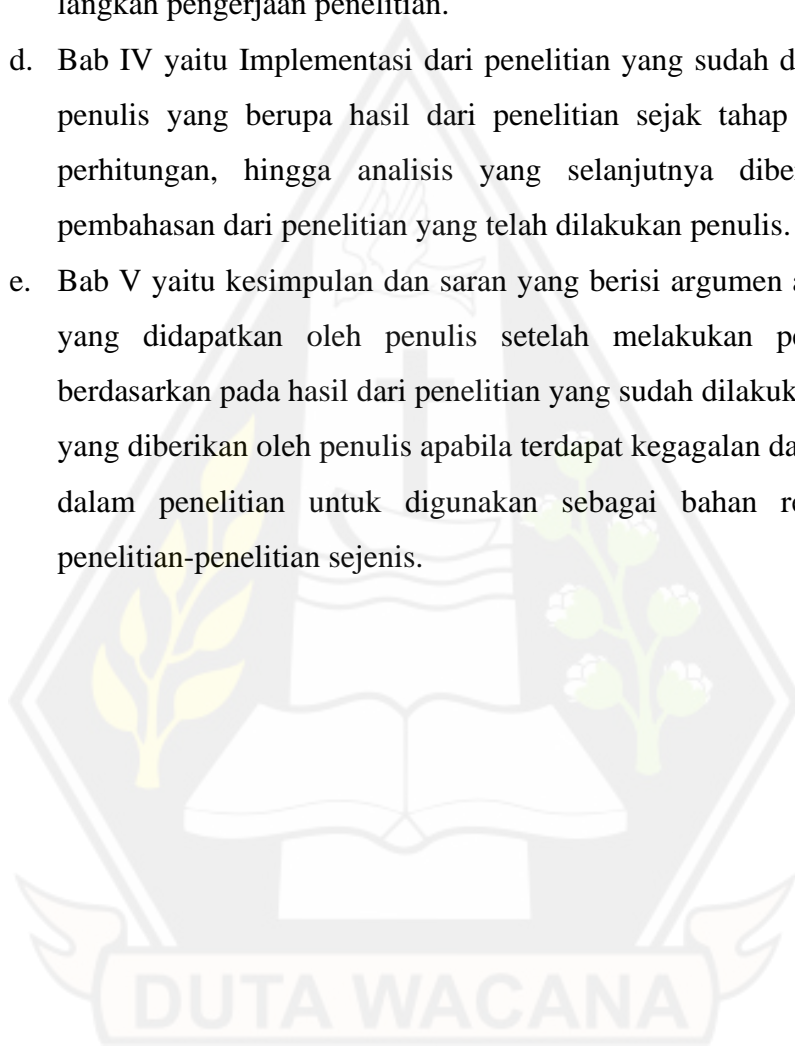 langkah pengerjaan penelitian.
d. Bab IV yaitu Implementasi dari penelitian yang sudah
penulis yang berupa hasil dari penelitian sejak tahap
perhitungan, hingga analisis yang selanjutnya
pembahasan dari penelitian yang telah dilakukan penulis.
e. Bab V yaitu kesimpulan dan saran yang berisi argumen
yang didapatkan oleh penulis setelah melakukan
berdasarkan pada hasil dari penelitian yang sudah
yang diberikan oleh penulis apabila terdapat kegagalan
dalam penelitian untuk digunakan sebagai bahan
penelitian-penelitian sejenis.
DUTA WACANA